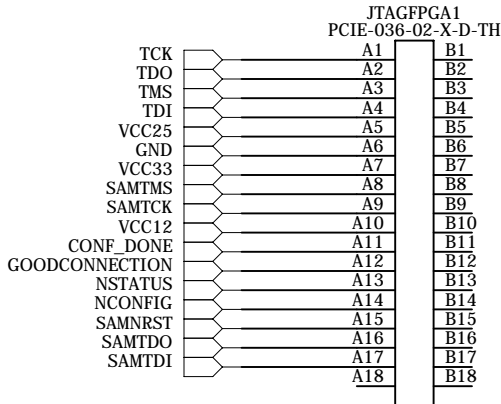 JTAGFPGA1
PCIE-036-02-X-D-TH
TCK A1 B1
TDO A2 B2
TMS A3 B3
TDI A4 B4
VCC25 A5 B5
GND A6 B6
VCC33 A7 B7
SAMTMS A8 B8
SAMTCK A9 B9
VCC12 A10 B10
CONF_DONE A11 B11
GOODCONNECTION A12 B12
NSTATUS A13 B13
NCONFIG A14 B14
SAMNRST A15 B15
SAMTDO A16 B16
SAMTDI A17 B17
A18 B18